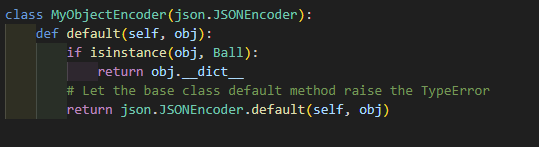 class MyObjectEncoder(json.JSONEncoder):
    def default(self, obj):
        if isinstance(obj, Ball):
            return obj.__dict__
        # Let the base class default method raise the TypeError
        return json.JSONEncoder.default(self, obj)